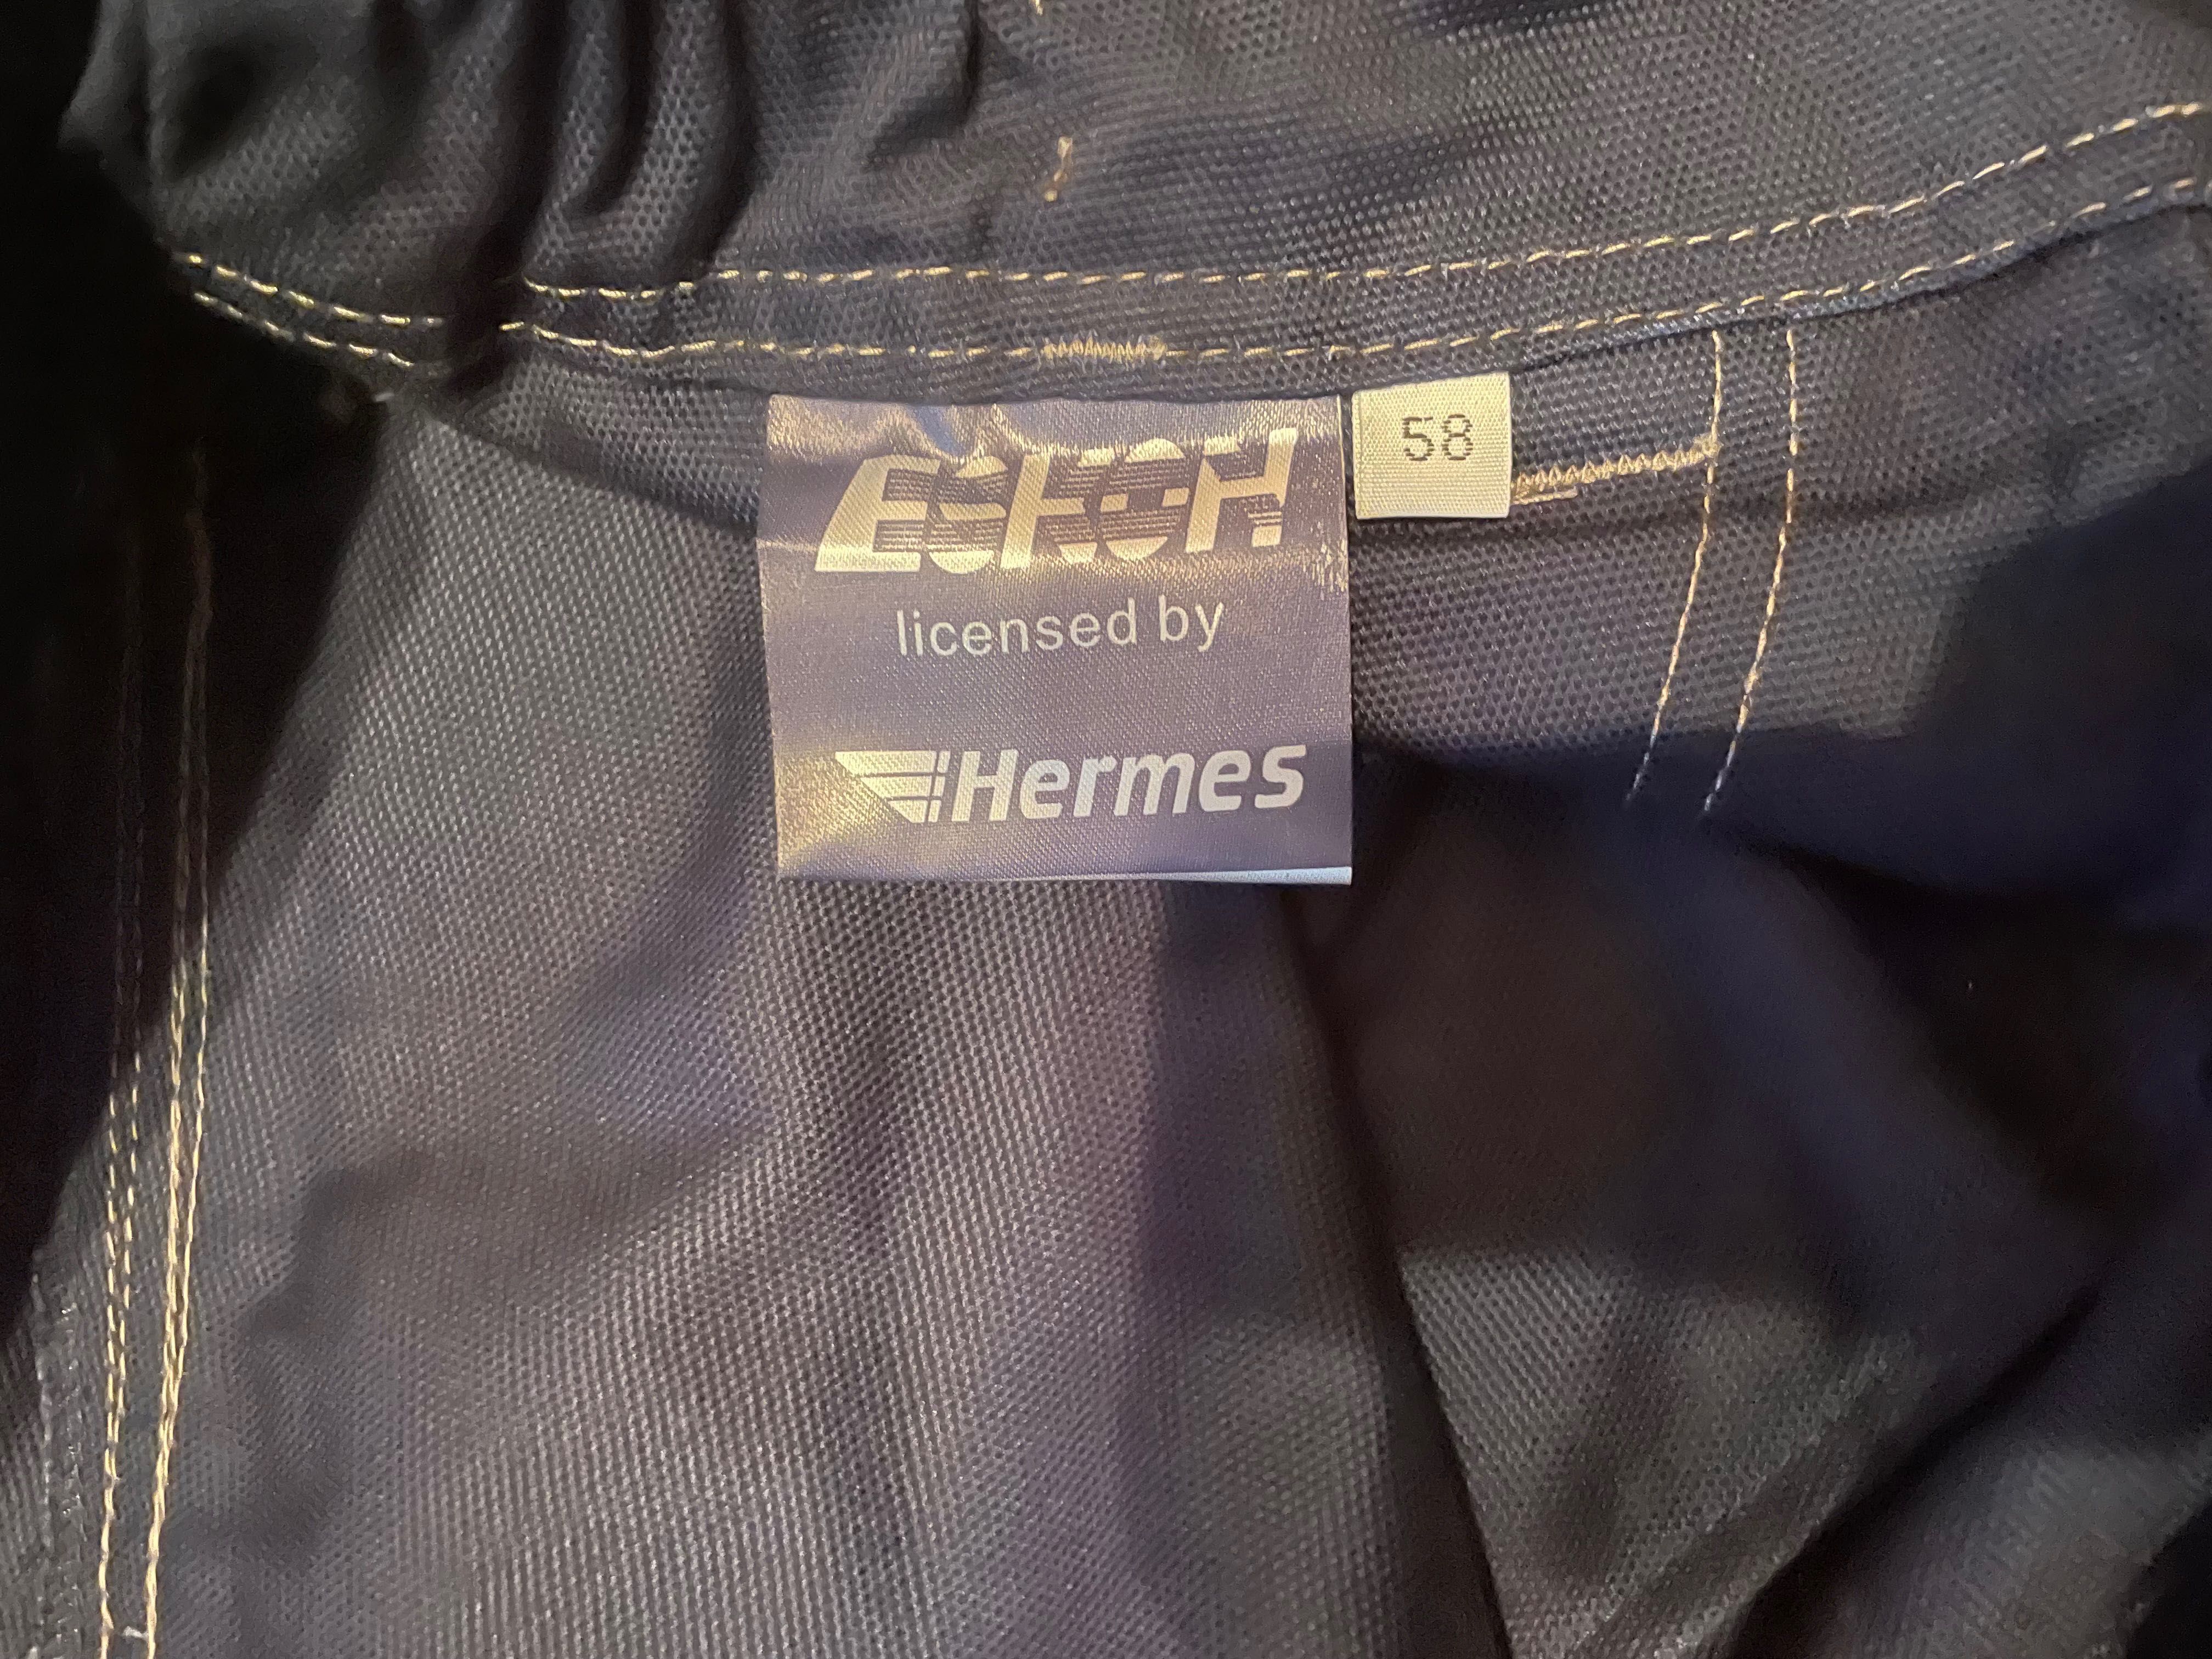 ESKOH
58
licensed by
Hermes